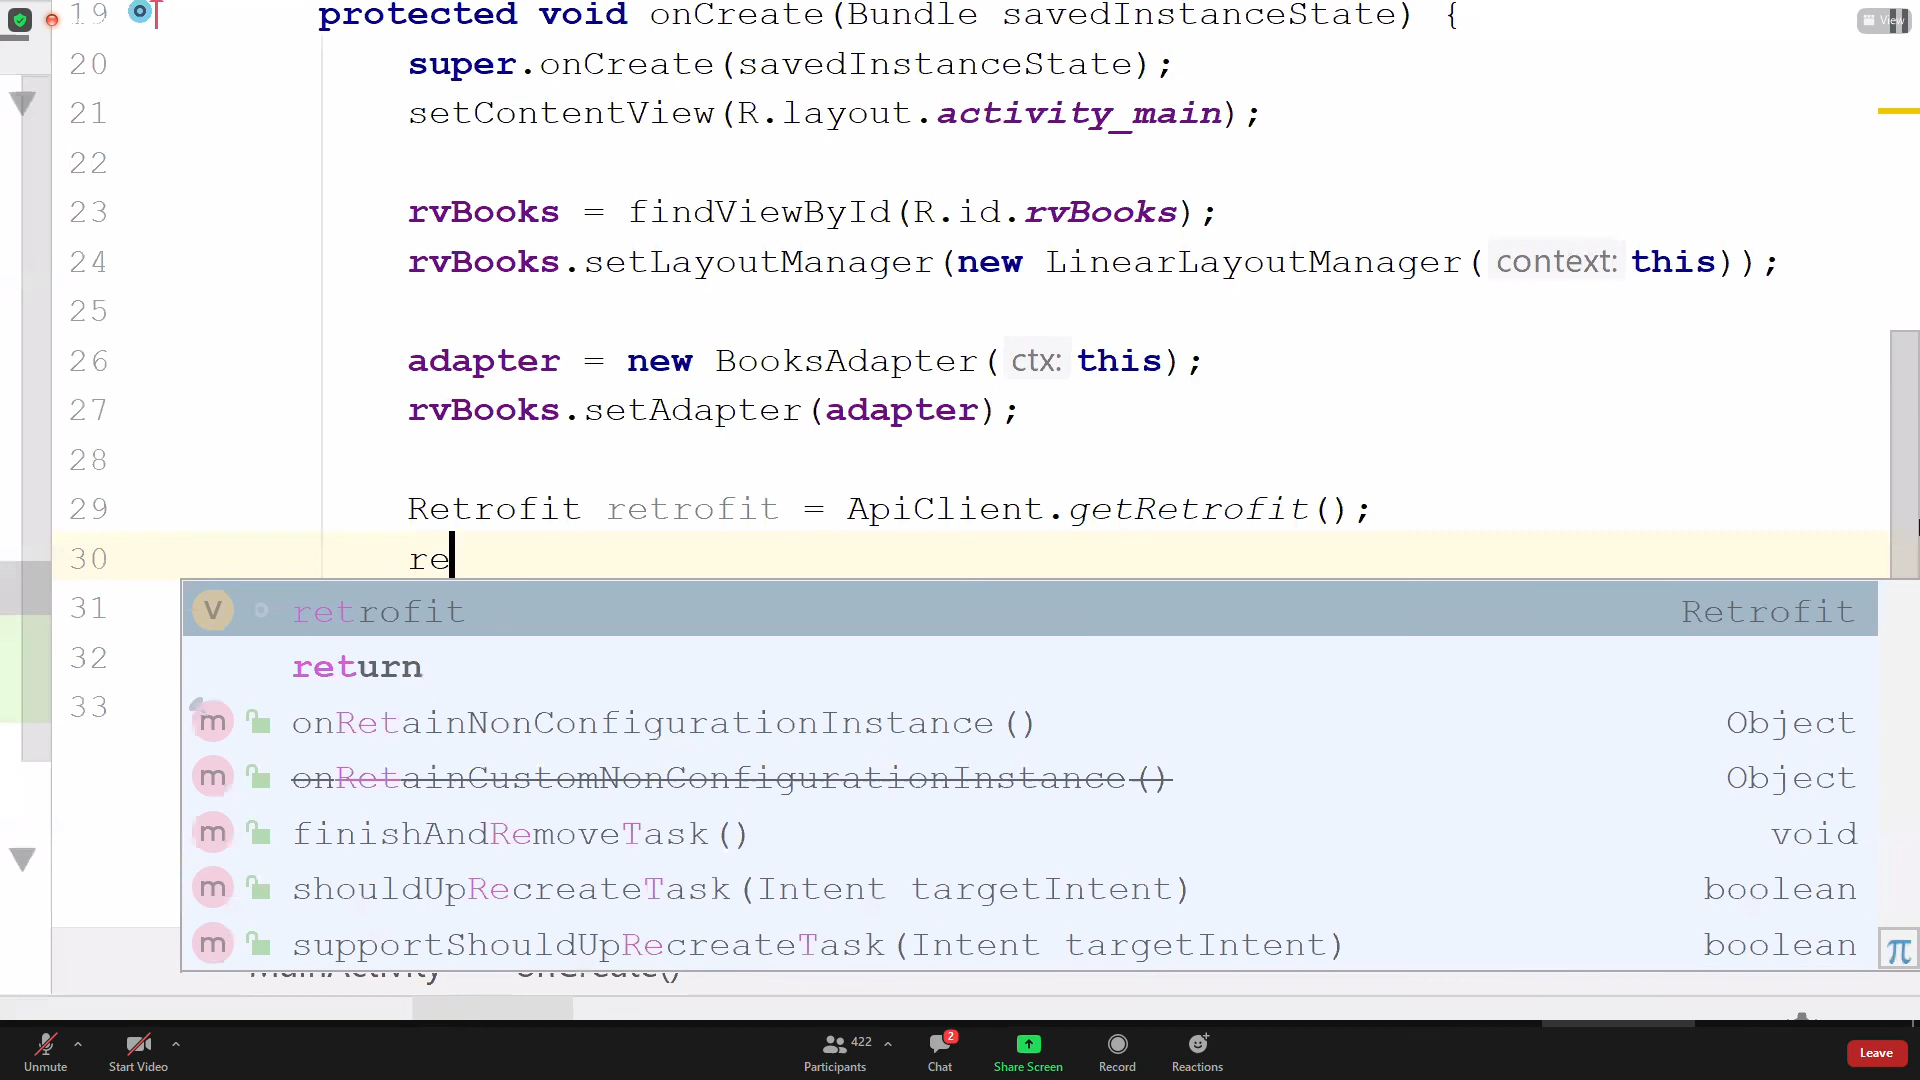 19 protected void onCreate(Bundle savedInstanceState) {
View
20 super.onCreate(savedInstanceState);
21 setContentView(R.layout.activity_main);
22
23 rvBooks = findViewById(R.id.rvBooks);
24 rvBooks.setLayoutManager(new LinearLayoutManager( context: this));
25
26 adapter = new BooksAdapter( ctx: this);
27 rvBooks.setAdapter(adapter);
28
29 Retrofit retrofit = ApiClient.getRetrofit();
30 re
31 V retrofit Retrofit
32 return
33 m onRetainNonConfigurationInstance() Object
m onRetainCustomNonConfigurationInstance() Object
m finishAndRemoveTask() void
m shouldUpRecreateTask(Intent targetIntent) boolean
m supportShouldUpRecreateTask(Intent targetIntent) boolean
π
MainActivity onCreate()
Unmute Start Video 422 Participants 2 Chat Share Screen Record Reactions Leave